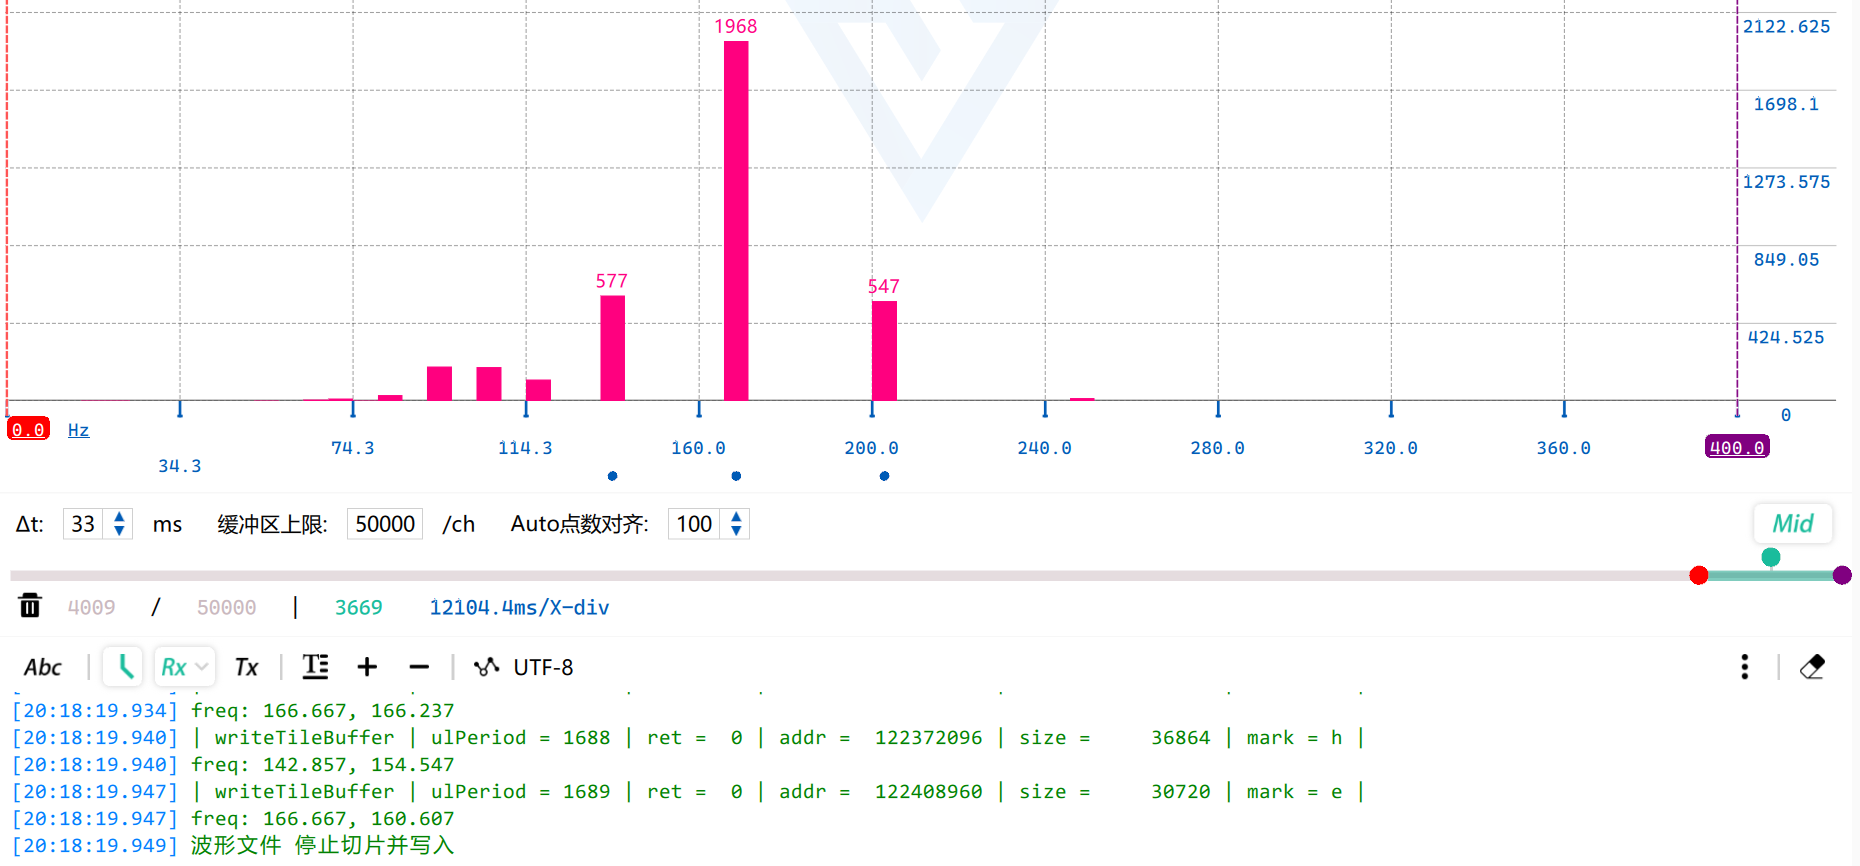 1968
2122.625
1698.1
1273.575
849.05
577
547
424.525
0
0.0 Hz
34.3 74.3 114.3 160.0 200.0 240.0 280.0 320.0 360.0 400.0
Δt: 33 ms 缓冲区上限: 50000 /ch Auto点数对齐: 100 Mid
4009 / 50000 | 3669 12104.4ms/X-div
Abc | Rx Tx | T + − | UTF-8
[20:18:19.934] freq: 166.667, 166.237
[20:18:19.940] | writeTileBuffer | ulPeriod = 1688 | ret = 0 | addr = 122372096 | size = 36864 | mark = h |
[20:18:19.940] freq: 142.857, 154.547
[20:18:19.947] | writeTileBuffer | ulPeriod = 1689 | ret = 0 | addr = 122408960 | size = 30720 | mark = e |
[20:18:19.947] freq: 166.667, 160.607
[20:18:19.949] 波形文件 停止切片并写入